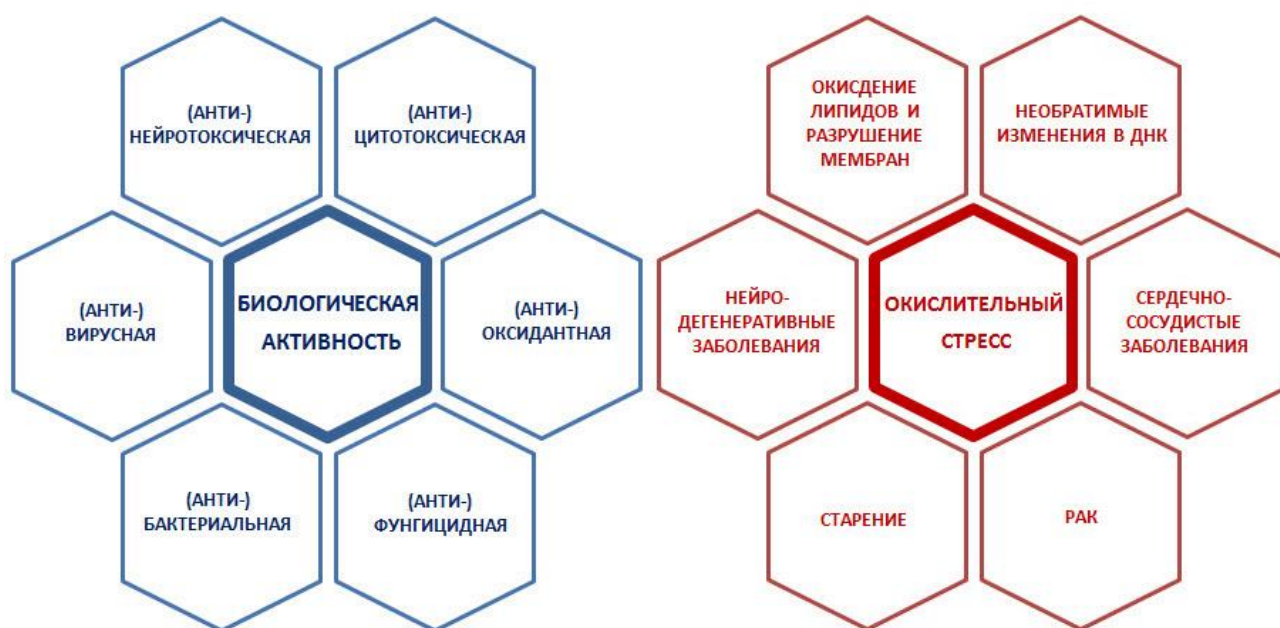 (АНТИ-)
НЕЙРОТОКСИЧЕСКАЯ
(АНТИ-)
ЦИТОТОКСИЧЕСКАЯ
(АНТИ-)
ВИРУСНАЯ
БИОЛОГИЧЕСКАЯ
АКТИВНОСТЬ
(АНТИ-)
ОКСИДАНТНАЯ
(АНТИ-)
БАКТЕРИАЛЬНАЯ
(АНТИ-)
ФУНГИЦИДНАЯ
ОКИСДЕНИЕ
ЛИПИДОВ И
РАЗРУШЕНИЕ
МЕМБРАН
НЕОБРАТИМЫЕ
ИЗМЕНЕНИЯ В ДНК
НЕЙРО-
ДЕГЕНЕРАТИВНЫЕ
ЗАБОЛЕВАНИЯ
ОКИСЛИТЕЛЬНЫЙ
СТРЕСС
СЕРДЕЧНО-
СОСУДИСТЫЕ
ЗАБОЛЕВАНИЯ
СТАРЕНИЕ
РАК